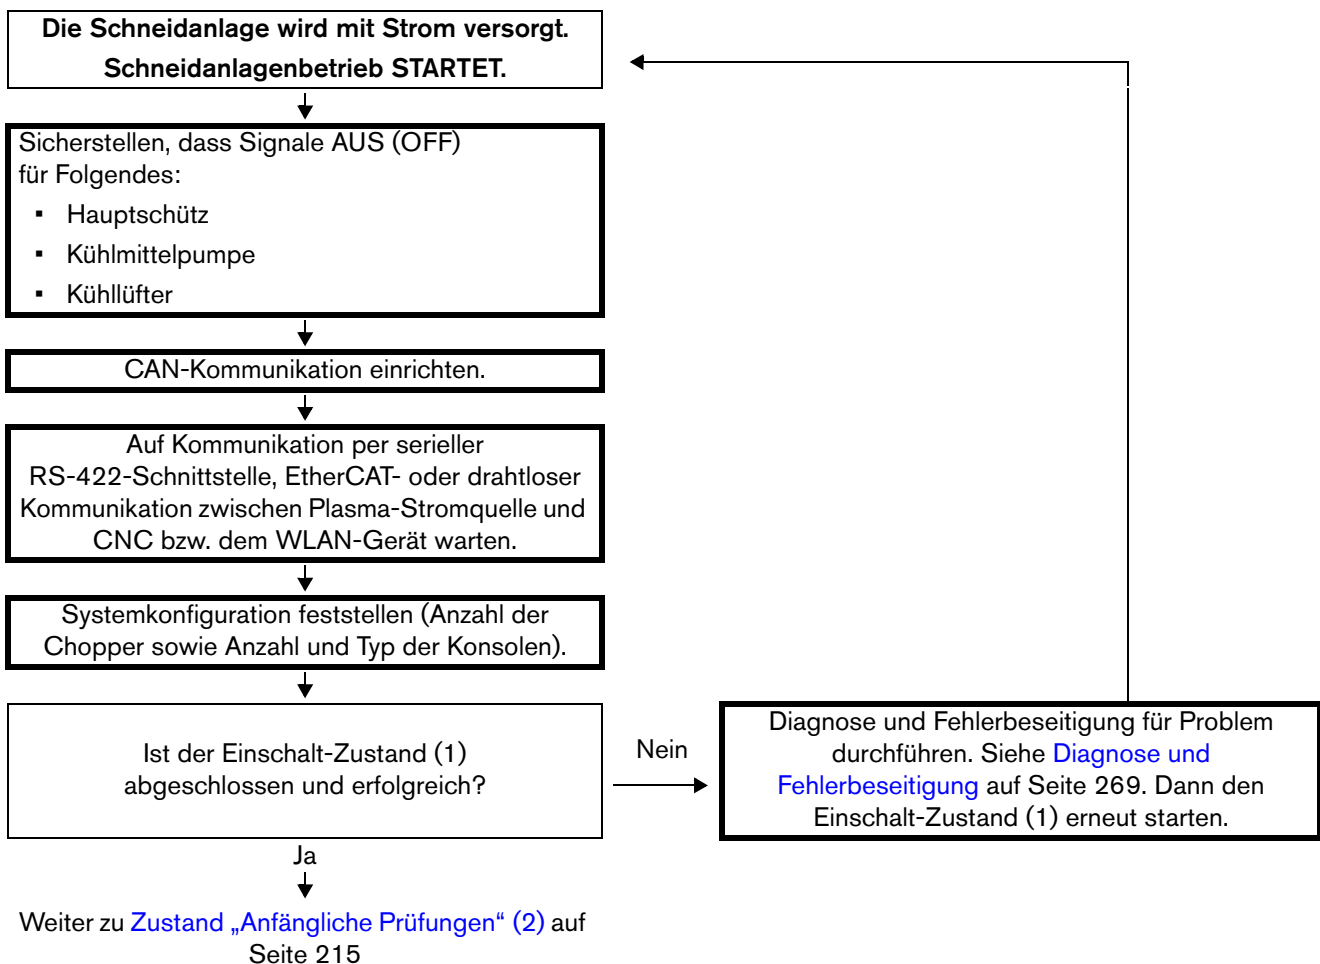 Die Schneidanlage wird mit Strom versorgt.
Schneidanlagenbetrieb STARTET.
Sicherstellen, dass Signale AUS (OFF)
für Folgendes:
▪ Hauptschütz
▪ Kühlmittelpumpe
▪ Kühllüfter
CAN-Kommunikation einrichten.
Auf Kommunikation per serieller
RS-422-Schnittstelle, EtherCAT- oder drahtloser
Kommunikation zwischen Plasma-Stromquelle und
CNC bzw. dem WLAN-Gerät warten.
Systemkonfiguration feststellen (Anzahl der
Chopper sowie Anzahl und Typ der Konsolen).
Ist der Einschalt-Zustand (1)
abgeschlossen und erfolgreich?
Nein
Diagnose und Fehlerbeseitigung für Problem
durchführen. Siehe Diagnose und
Fehlerbeseitigung auf Seite 269. Dann den
Einschalt-Zustand (1) erneut starten.
Ja
Weiter zu Zustand „Anfängliche Prüfungen“ (2) auf
Seite 215